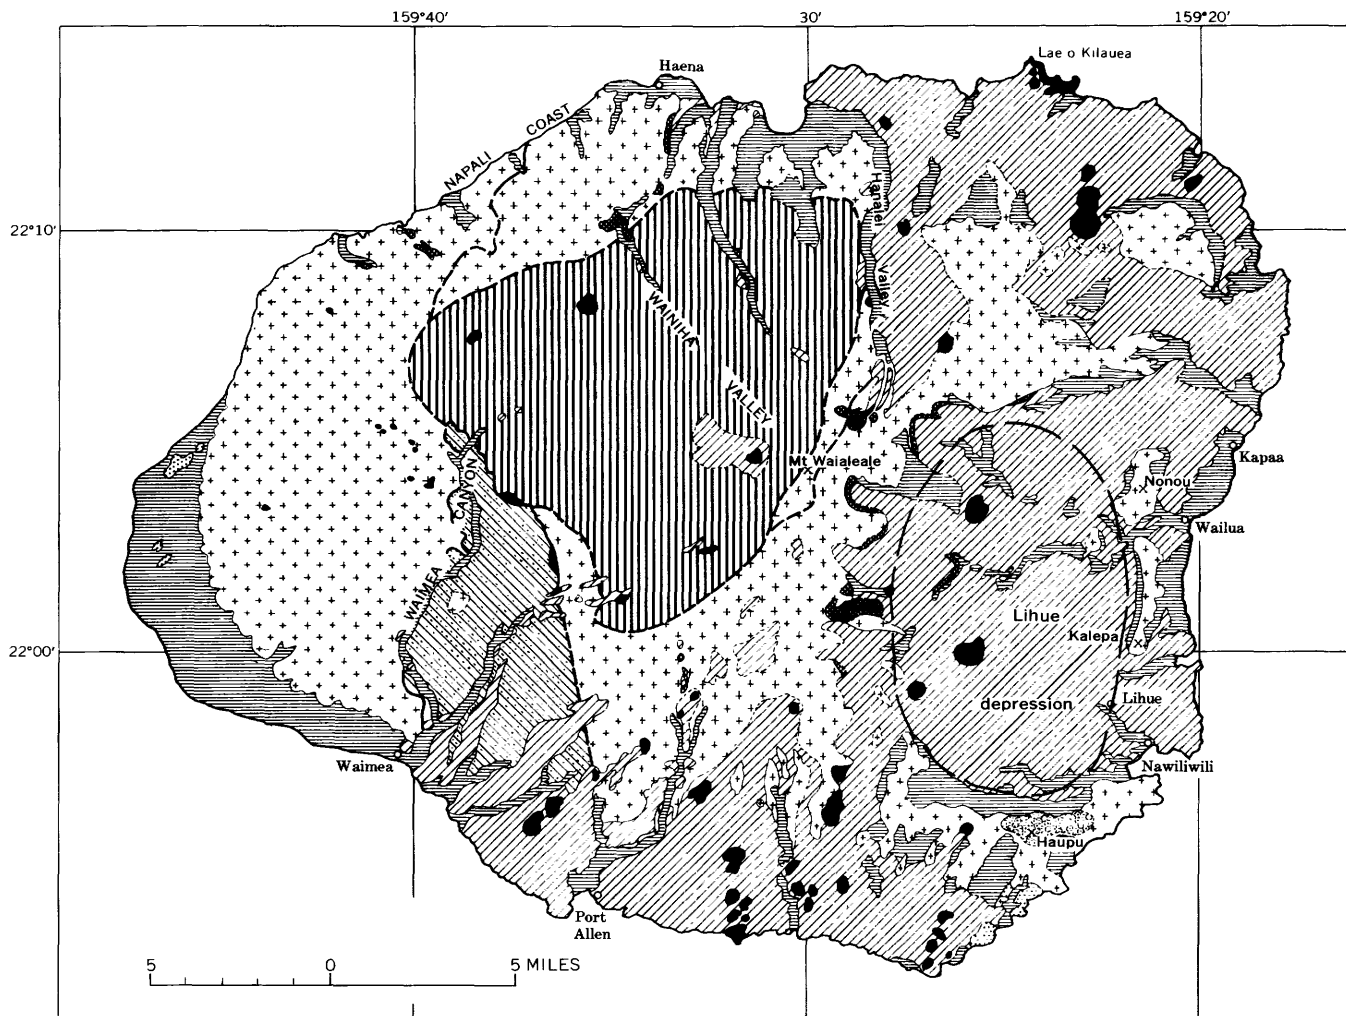 159°40′ 30′ 159°20′
Lae o Kilauea
Haena
NAPALI COAST
Hanalei Valley
22°10′
WAINIHA VALLEY
Mt Waialeale
Kapaa
Nonou
WAIMEA CANYON
Wailua
Lihue depression
Kalepa
22°00′
Lihue
Waimea
Nawiliwili
Haupu
Port
Allen
5 0 5 MILES